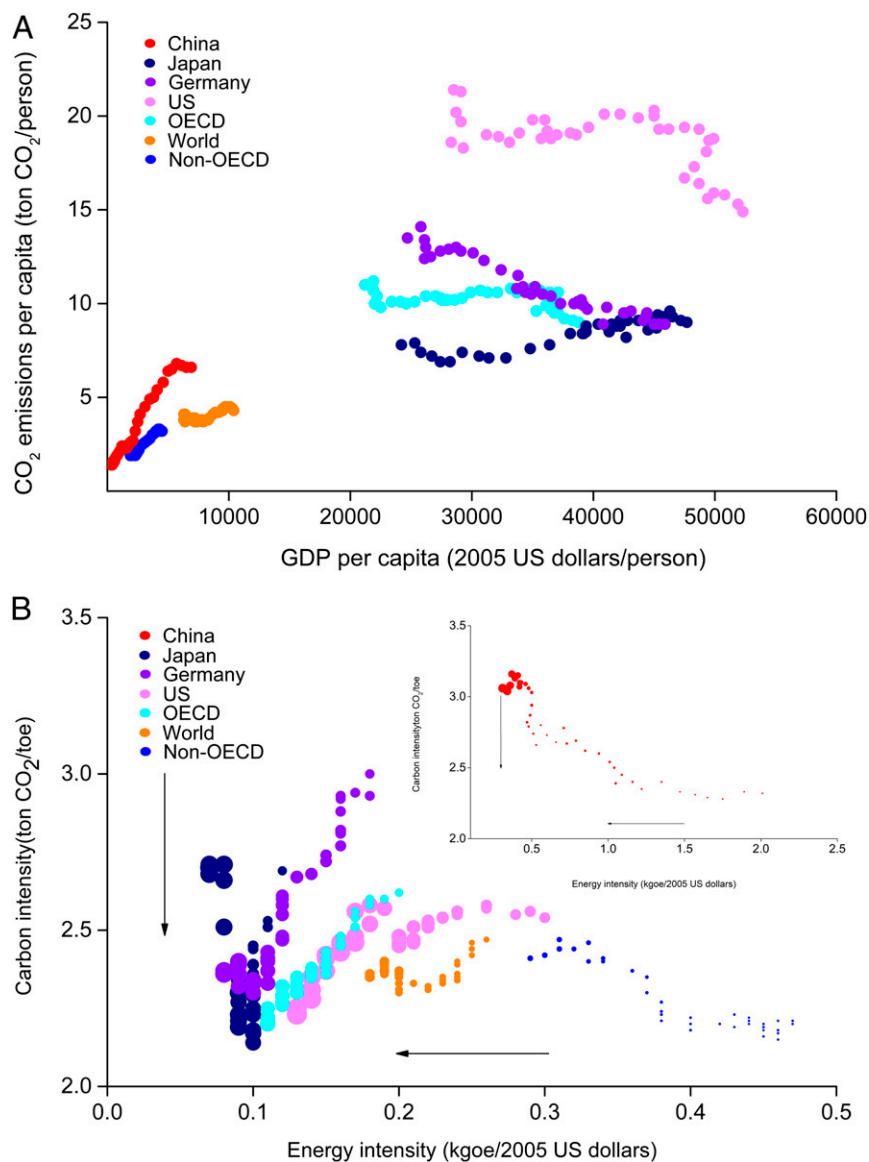 A
CO2 emissions per capita (ton CO2/person)
25
20
15
10
5
China
Japan
Germany
US
OECD
World
Non-OECD
10000 20000 30000 40000 50000 60000
GDP per capita (2005 US dollars/person)
B
Carbon intensity(ton CO2/toe)
3.5
3.0
2.5
2.0
China
Japan
Germany
US
OECD
World
Non-OECD
Carbon intensityton CO2/toe
3.5
3.0
2.5
2.0
0.5 1.0 1.5 2.0 2.5
Energy intensity (kgoe/2005 US dollars)
0.0 0.1 0.2 0.3 0.4 0.5
Energy intensity (kgoe/2005 US dollars)